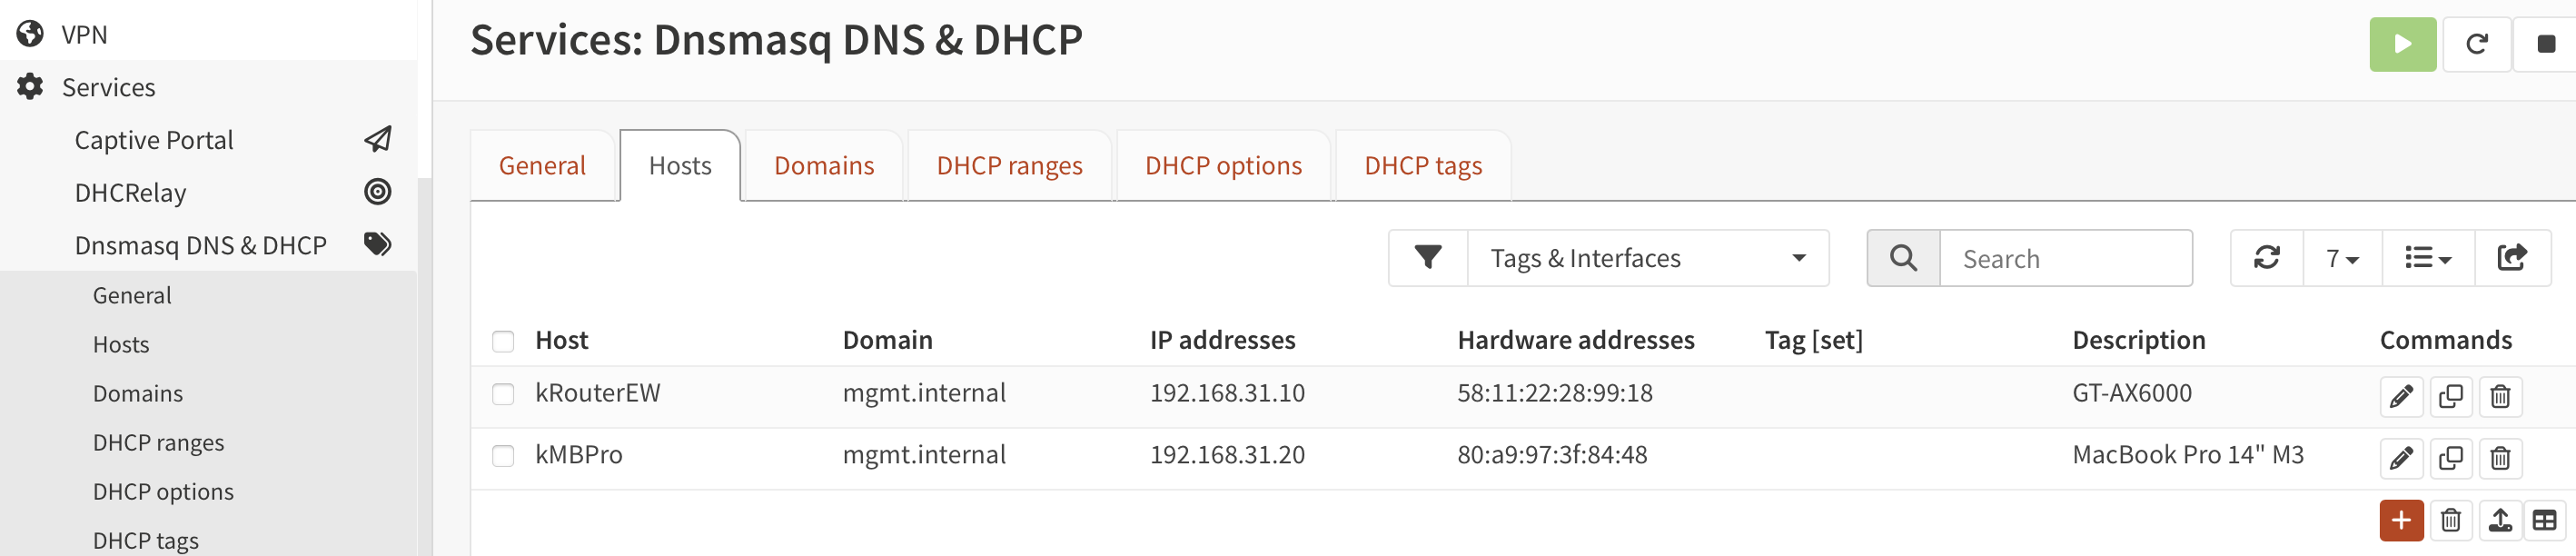 VPN
Services
Captive Portal
DHCRelay
Dnsmasq DNS & DHCP
General
Hosts
Domains
DHCP ranges
DHCP options
DHCP tags
Services: Dnsmasq DNS & DHCP
General Hosts Domains DHCP ranges DHCP options DHCP tags
Tags & Interfaces Search 7
Host Domain IP addresses Hardware addresses Tag [set] Description Commands
kRouterEW mgmt.internal 192.168.31.10 58:11:22:28:99:18 GT-AX6000
kMBPro mgmt.internal 192.168.31.20 80:a9:97:3f:84:48 MacBook Pro 14" M3